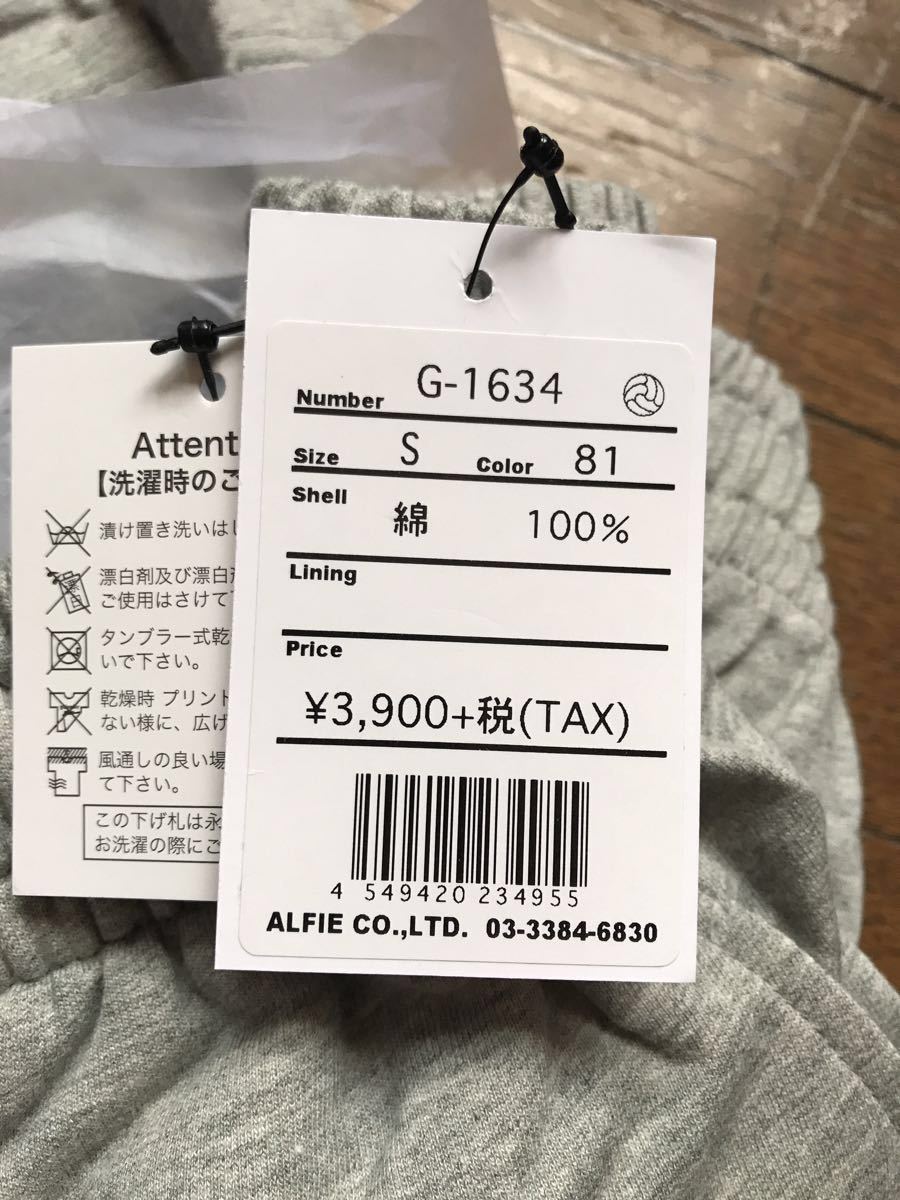 Number G-1634
Size S Color 81
Shell
綿 100%
Lining
Price
¥3,900+税(TAX)
4 549420 234955
ALFIE CO.,LTD. 03-3384-6830
Attent
【洗濯時のご
漬け置き洗いはし
漂白剤及び漂白
ご使用はさけて
タンブラー式乾
いで下さい。
乾燥時 プリント
ない様に、広げ
風通しの良い場
て下さい。
この下げ札は永
お洗濯の際にご